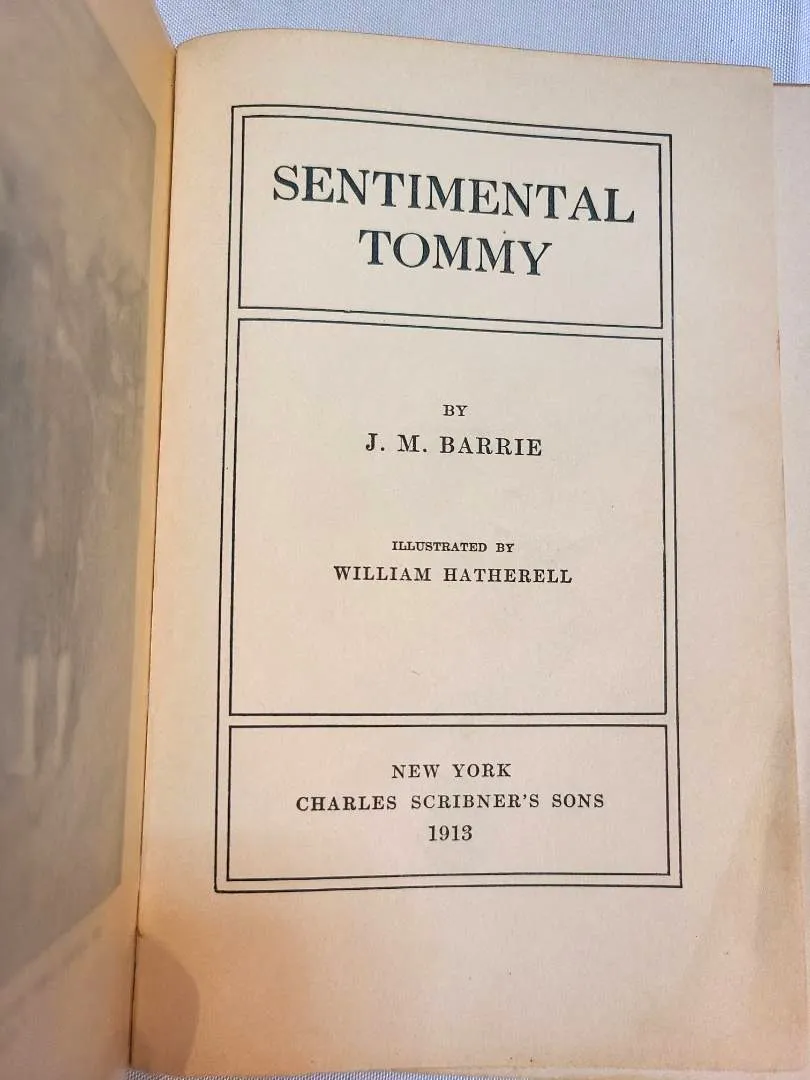 SENTIMENTAL
TOMMY
BY
J. M. BARRIE
ILLUSTRATED BY
WILLIAM HATHERELL
NEW YORK
CHARLES SCRIBNER'S SONS
1913